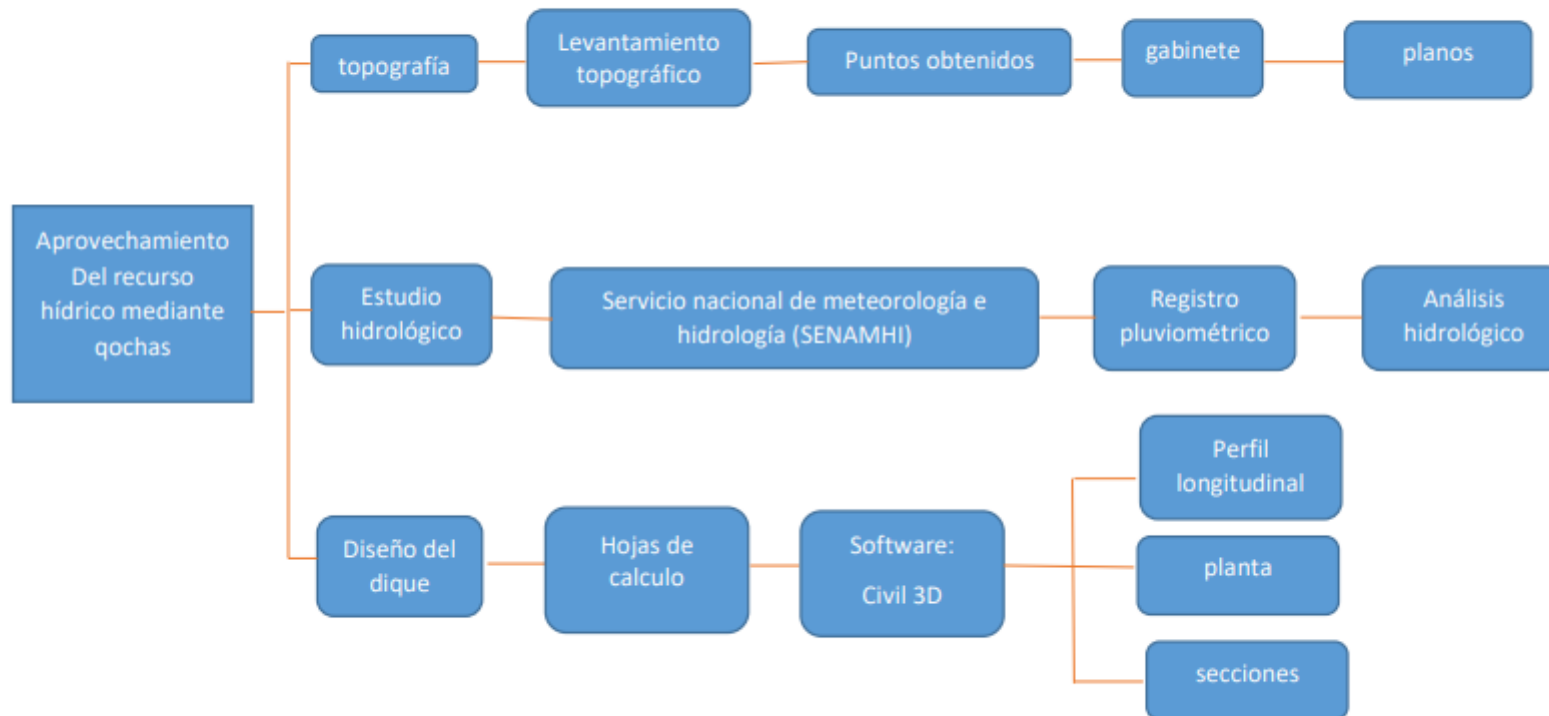 topografía
Levantamiento
topográfico
Puntos obtenidos
gabinete
planos
Aprovechamiento
Del recurso
hídrico mediante
qochas
Estudio
hidrológico
Servicio nacional de meteorología e
hidrología (SENAMHI)
Registro
pluviométrico
Análisis
hidrológico
Diseño del
dique
Hojas de
calculo
Software:
Civil 3D
Perfil
longitudinal
planta
secciones